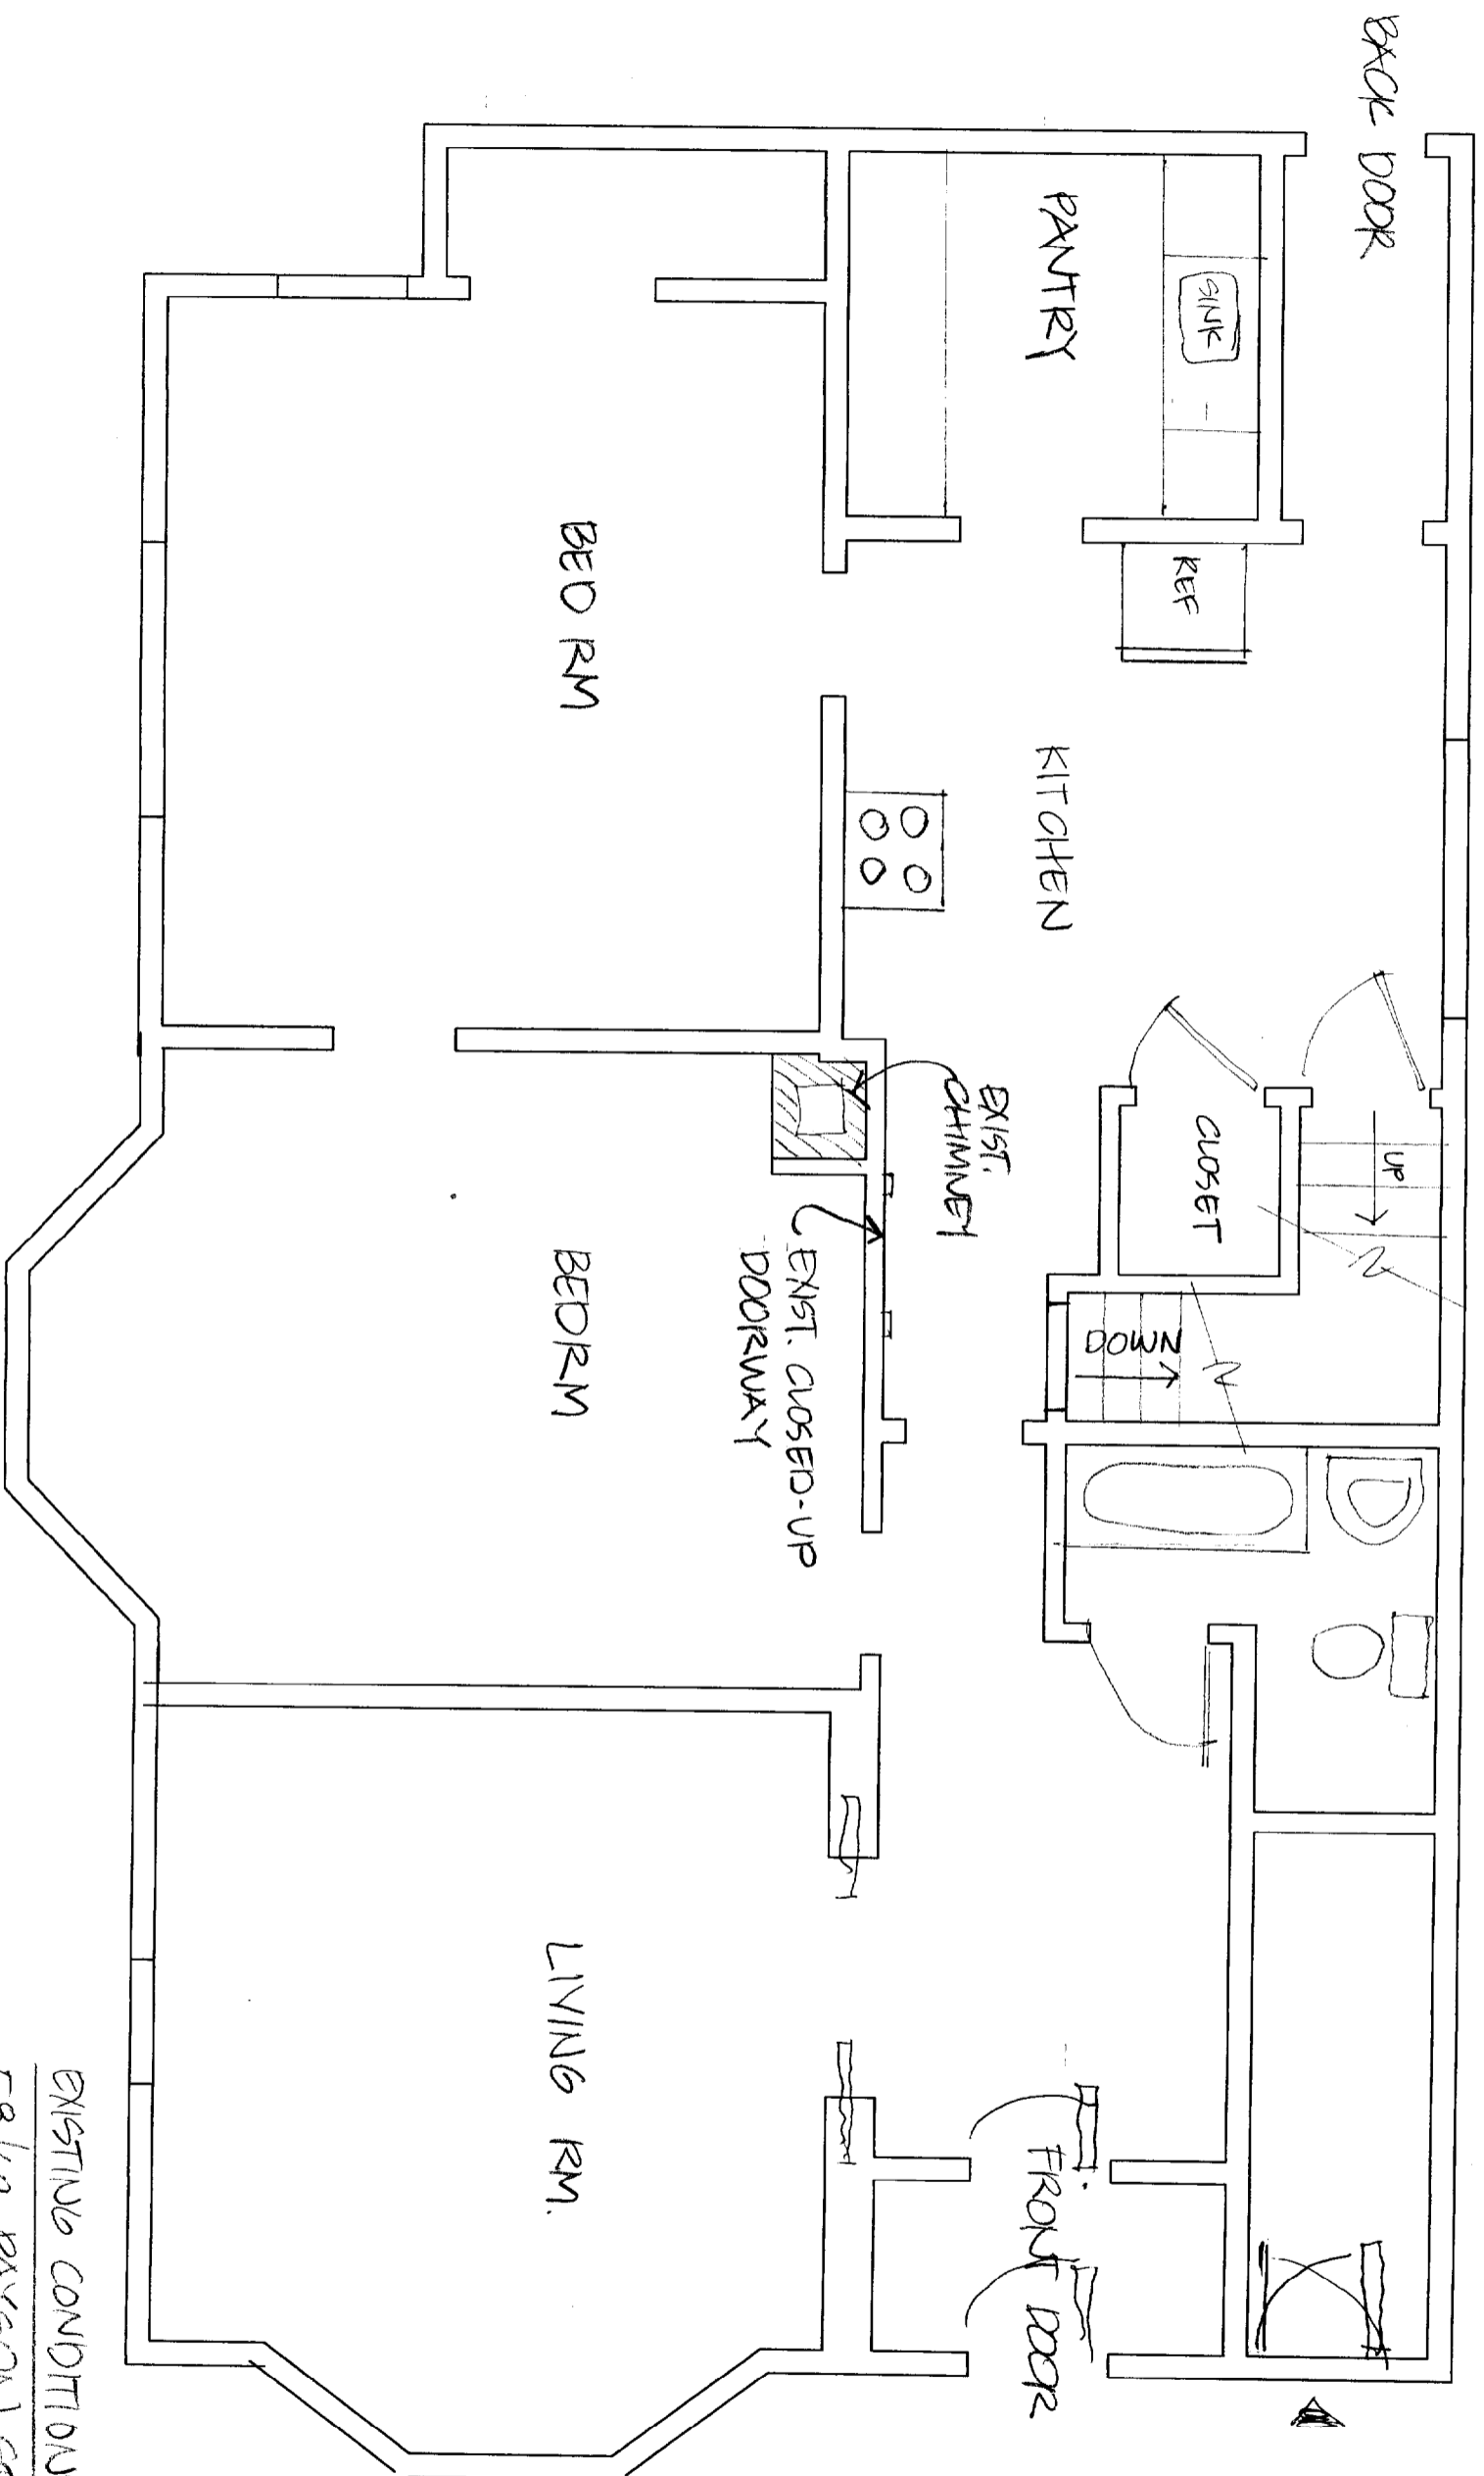 BACK DOOR
PANTRY
SINK
REF
KITCHEN
BED RM
CLOSET
UP
EXIST.
CHIMNEY
DOWN
EXIST. CLOSED-UP
DOORWAY
BEDRM
LIVING RM.
FRONT DOOR
EXISTING CONDITION